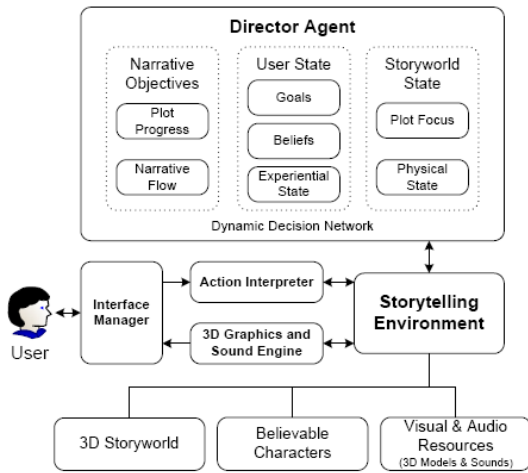 Director Agent
Narrative
Objectives
Plot
Progress
Narrative
Flow
User State
Goals
Beliefs
Experiential
State
Storyworld
State
Plot Focus
Physical
State
Dynamic Decision Network
User
Interface
Manager
Action Interpreter
3D Graphics and
Sound Engine
Storytelling
Environment
3D Storyworld
Believable
Characters
Visual & Audio
Resources
(3D Models & Sounds)